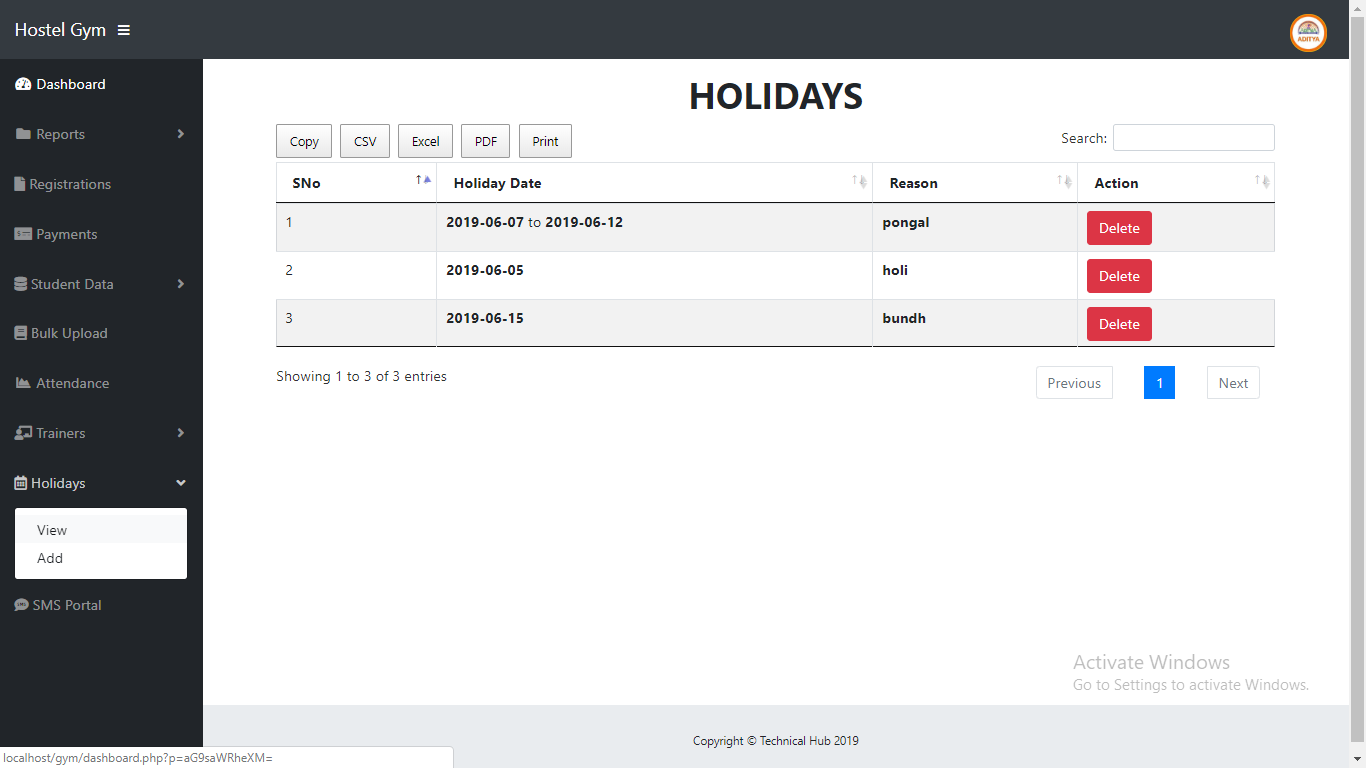 Hostel Gym
ADITYA
Dashboard
Reports
Registrations
Payments
Student Data
Bulk Upload
Attendance
Trainers
Holidays
View
Add
SMS Portal
HOLIDAYS
Copy CSV Excel PDF Print Search:
SNo Holiday Date Reason Action
1 2019-06-07 to 2019-06-12 pongal Delete
2 2019-06-05 holi Delete
3 2019-06-15 bundh Delete
Showing 1 to 3 of 3 entries Previous 1 Next
Activate Windows
Go to Settings to activate Windows.
Copyright © Technical Hub 2019
localhost/gym/dashboard.php?p=aG9saWRheXM=